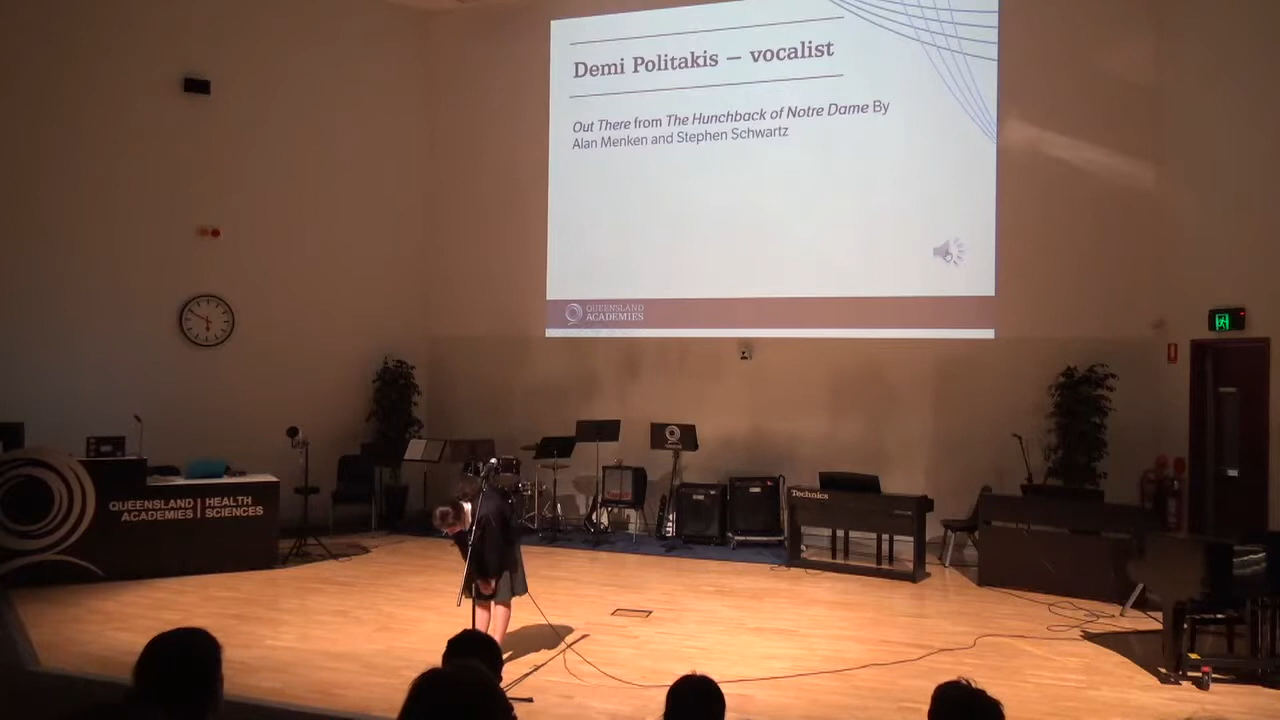 Demi Politakis – vocalist
Out There from The Hunchback of Notre Dame By
Alan Menken and Stephen Schwartz
QUEENSLAND
ACADEMIES
QUEENSLAND
ACADEMIES
HEALTH
SCIENCES
Technics